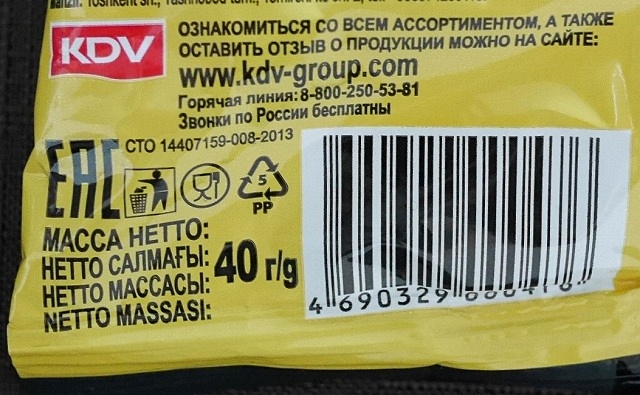 KDV
ОЗНАКОМИТЬСЯ СО ВСЕМ АССОРТИМЕНТОМ, А ТАКЖЕ
ОСТАВИТЬ ОТЗЫВ О ПРОДУКЦИИ МОЖНО НА САЙТЕ:
www.kdv-group.com
Горячая линия: 8-800-250-53-81
Звонки по России бесплатны
EAC
СТО 14407159-008-2013
5
PP
МАССА НЕТТО:
НЕТТО САЛМАҒЫ:
НЕТТО МАССАСЫ:
NETTO MASSASI:
40 г/g
4 690329